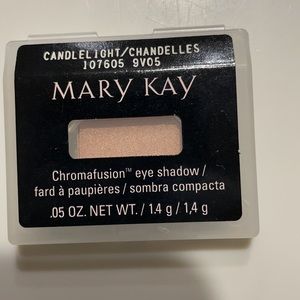 CANDLELIGHT/CHANDELLES
107605 9V05
MARY KAY
Chromafusion™ eye shadow /
fard à paupières / sombra compacta
.05 OZ. NET WT. / 1.4 g / 1,4 g